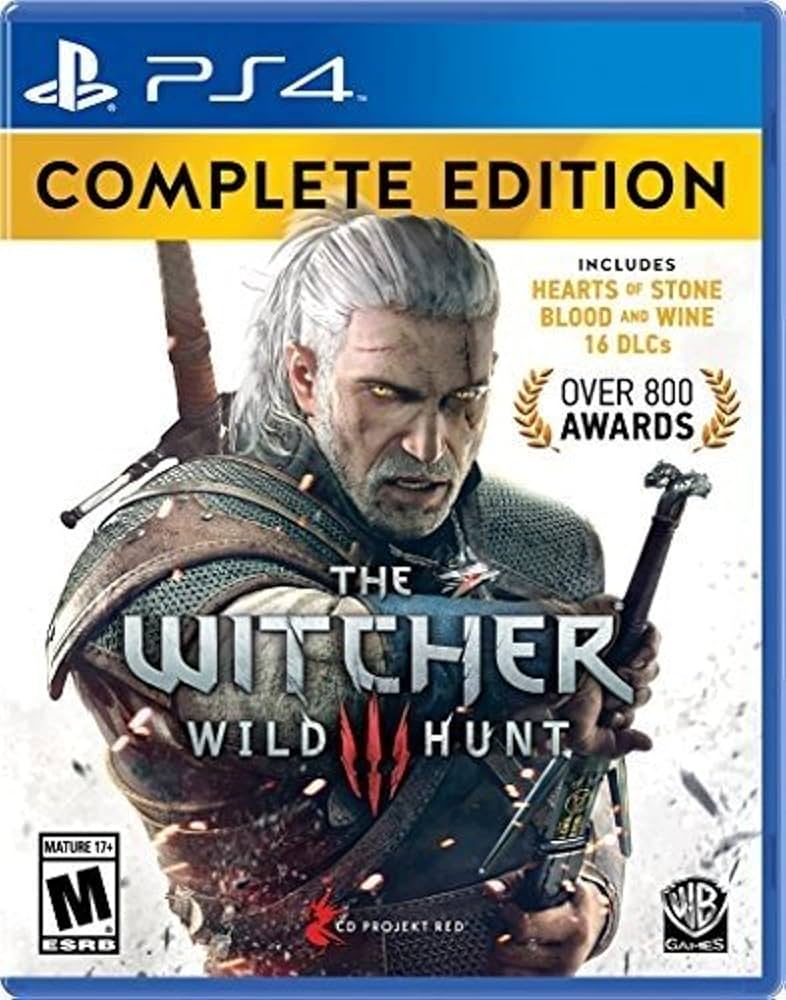 PS4
COMPLETE EDITION
INCLUDES
HEARTS OF STONE
BLOOD AND WINE
16 DLCs
OVER 800
AWARDS
THE
WITCHER®
WILD III HUNT
MATURE 17+
M
ESRB
CD PROJEKT RED®
WB
GAMES